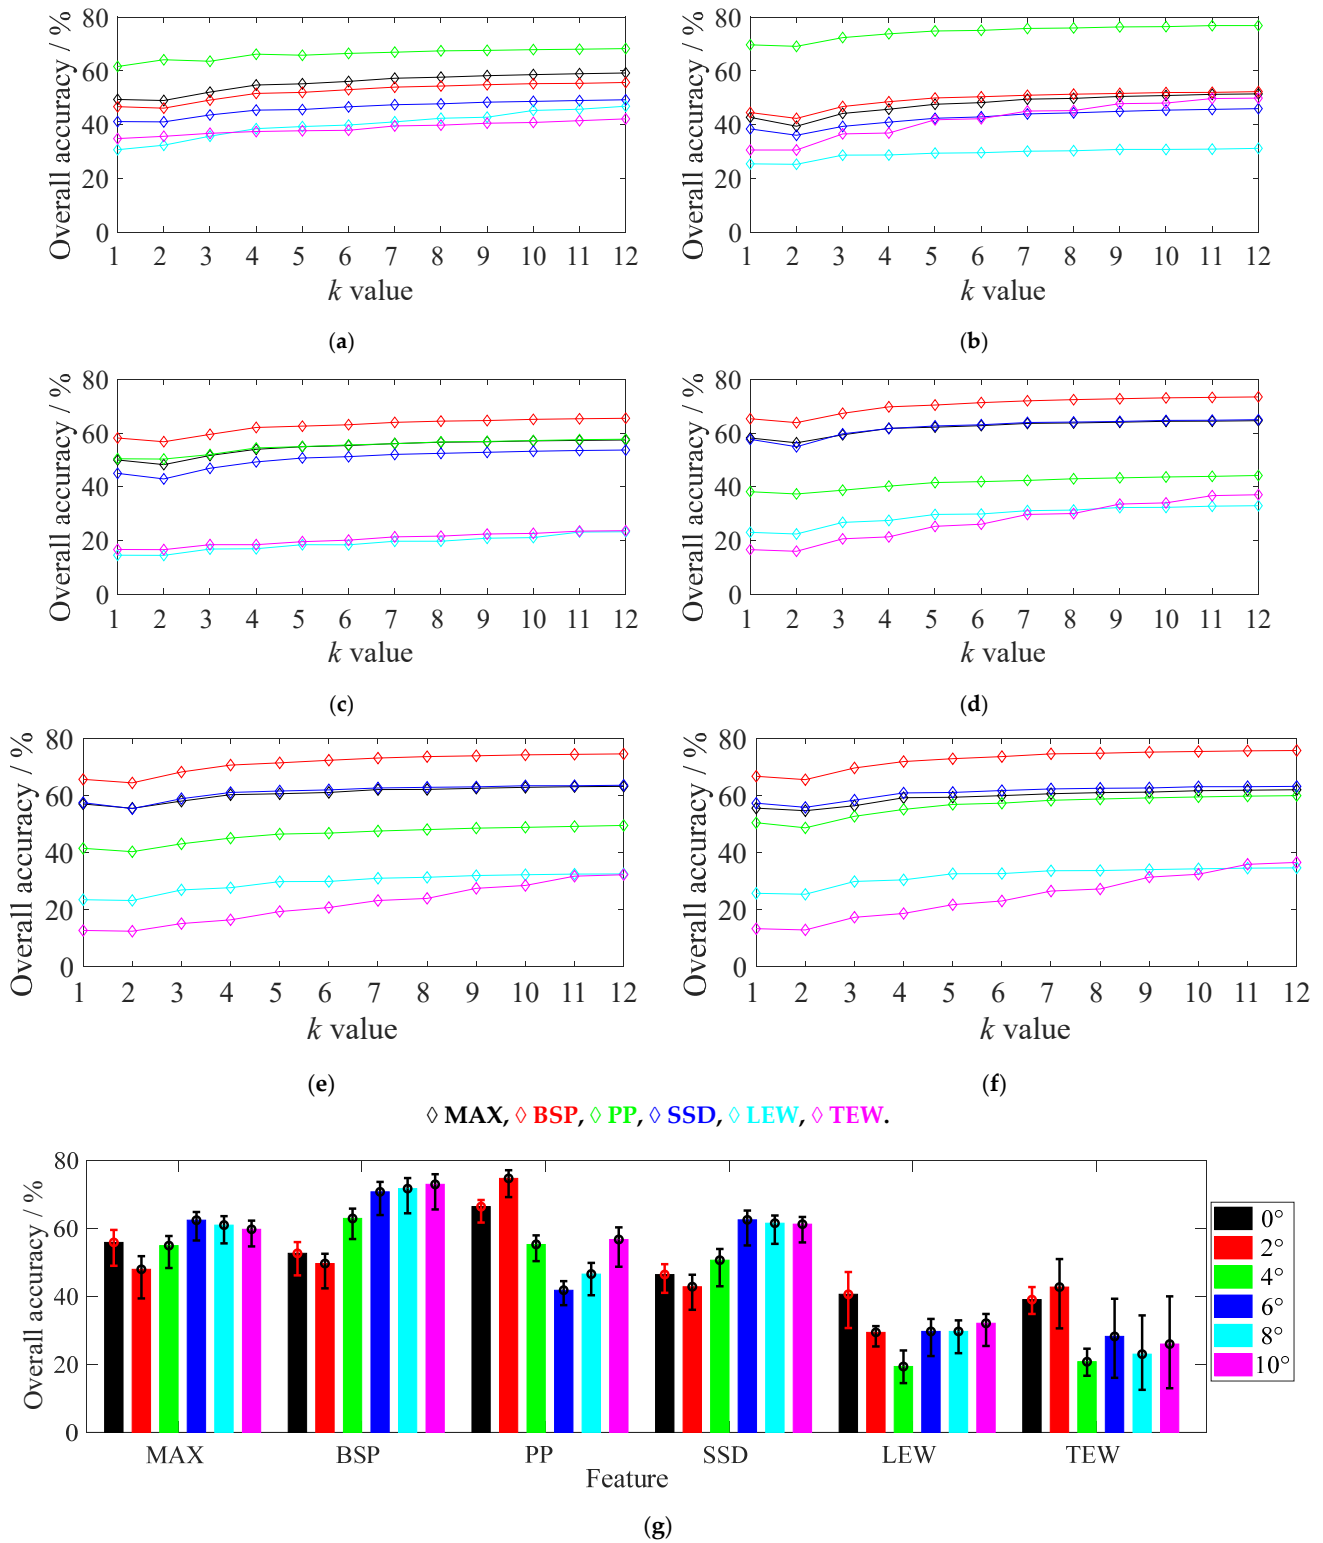 80
60
40
20
0
Overall accuracy / %
1 2 3 4 5 6 7 8 9 10 11 12
k value
(a)
80
60
40
20
0
Overall accuracy / %
1 2 3 4 5 6 7 8 9 10 11 12
k value
(b)
80
60
40
20
0
Overall accuracy / %
1 2 3 4 5 6 7 8 9 10 11 12
k value
(c)
80
60
40
20
0
Overall accuracy / %
1 2 3 4 5 6 7 8 9 10 11 12
k value
(d)
80
60
40
20
0
Overall accuracy / %
1 2 3 4 5 6 7 8 9 10 11 12
k value
(e)
80
60
40
20
0
Overall accuracy / %
1 2 3 4 5 6 7 8 9 10 11 12
k value
(f)
◊ MAX, ◊ BSP, ◊ PP, ◊ SSD, ◊ LEW, ◊ TEW.
80
60
40
20
0
Overall accuracy / %
MAX BSP PP SSD LEW TEW
Feature
0°
2°
4°
6°
8°
10°
(g)